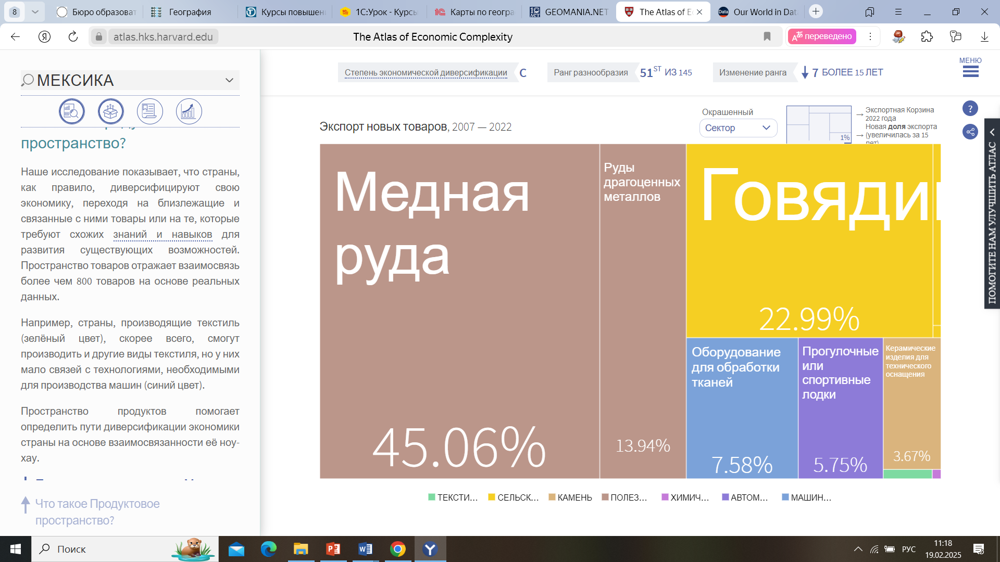 8
Бюро образоват
География
Курсы повышени
1С:Урок - Курсы
Карты по геогра
GEOMANIA.NET
The Atlas of Ec
Our World in Data
atlas.hks.harvard.edu
The Atlas of Economic Complexity
переведено
МЕКСИКА
Степень экономической диверсификации
C
Ранг разнообразия
51ST ИЗ 145
Изменение ранга
7 БОЛЕЕ 15 ЛЕТ
МЕНЮ
пространство?
Наше исследование показывает, что страны,
как правило, диверсифицируют свою
экономику, переходя на близлежащие и
связанные с ними товары или на те, которые
требуют схожих знаний и навыков для
развития существующих возможностей.
Пространство товаров отражает взаимосвязь
более чем 800 товаров на основе реальных
данных.
Например, страны, производящие текстиль
(зелёный цвет), скорее всего, смогут
производить и другие виды текстиля, но у них
мало связей с технологиями, необходимыми
для производства машин (синий цвет).
Пространство продуктов помогает
определить пути диверсификации экономики
страны на основе взаимосвязанности её ноу-
хау.
Что такое Продуктовое
пространство?
Экспорт новых товаров, 2007 — 2022
Окрашенный
Сектор
1%
→ Экспортная Корзина
2022 года
Новая доля экспорта
→ (увеличилась за 15
лет)
?
ПОМОГИТЕ НАМ УЛУЧШИТЬ АТЛАС
Медная
руда
45.06%
Руды
драгоценных
металлов
13.94%
Говядин
22.99%
Оборудование
для обработки
тканей
7.58%
Прогулочные
или
спортивные
лодки
5.75%
Керамические
изделия для
технического
оснащения
3.67%
ТЕКСТИ...
СЕЛЬСК...
КАМЕНЬ
ПОЛЕЗ...
ХИМИЧ...
АВТОМ...
МАШИН...
Поиск
РУС
11:18
19.02.2025